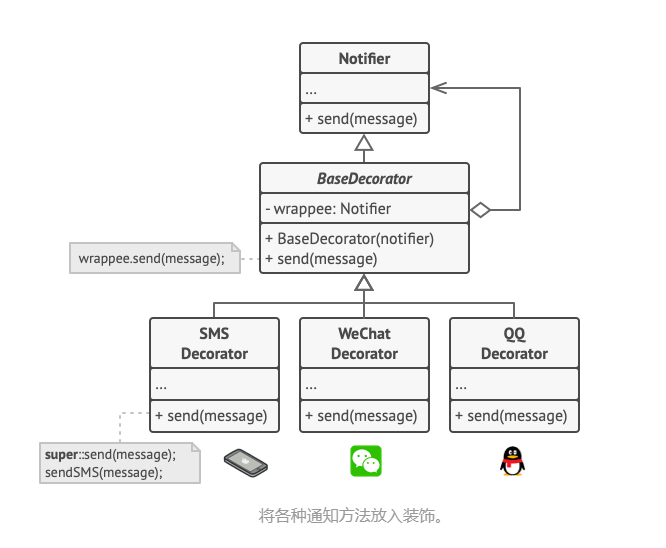 Notifier
...
+ send(message)
BaseDecorator
- wrappee: Notifier
+ BaseDecorator(notifier)
+ send(message)
wrappee.send(message);
SMS
Decorator
...
+ send(message)
WeChat
Decorator
...
+ send(message)
QQ
Decorator
...
+ send(message)
super::send(message);
sendSMS(message);
将各种通知方法放入装饰。